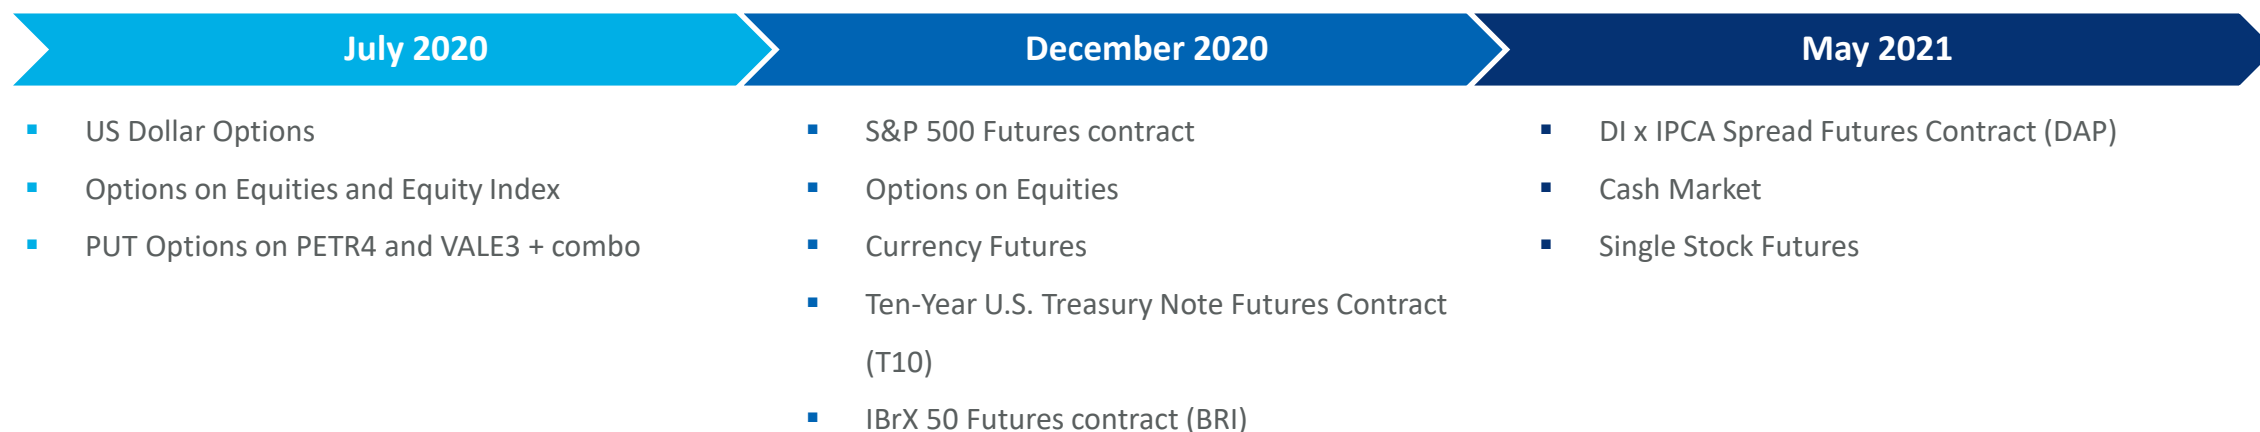 July 2020
US Dollar Options
Options on Equities and Equity Index
PUT Options on PETR4 and VALE3 + combo
December 2020
S&P 500 Futures contract
Options on Equities
Currency Futures
Ten-Year U.S. Treasury Note Futures Contract
(T10)
IBrX 50 Futures contract (BRI)
May 2021
DI x IPCA Spread Futures Contract (DAP)
Cash Market
Single Stock Futures